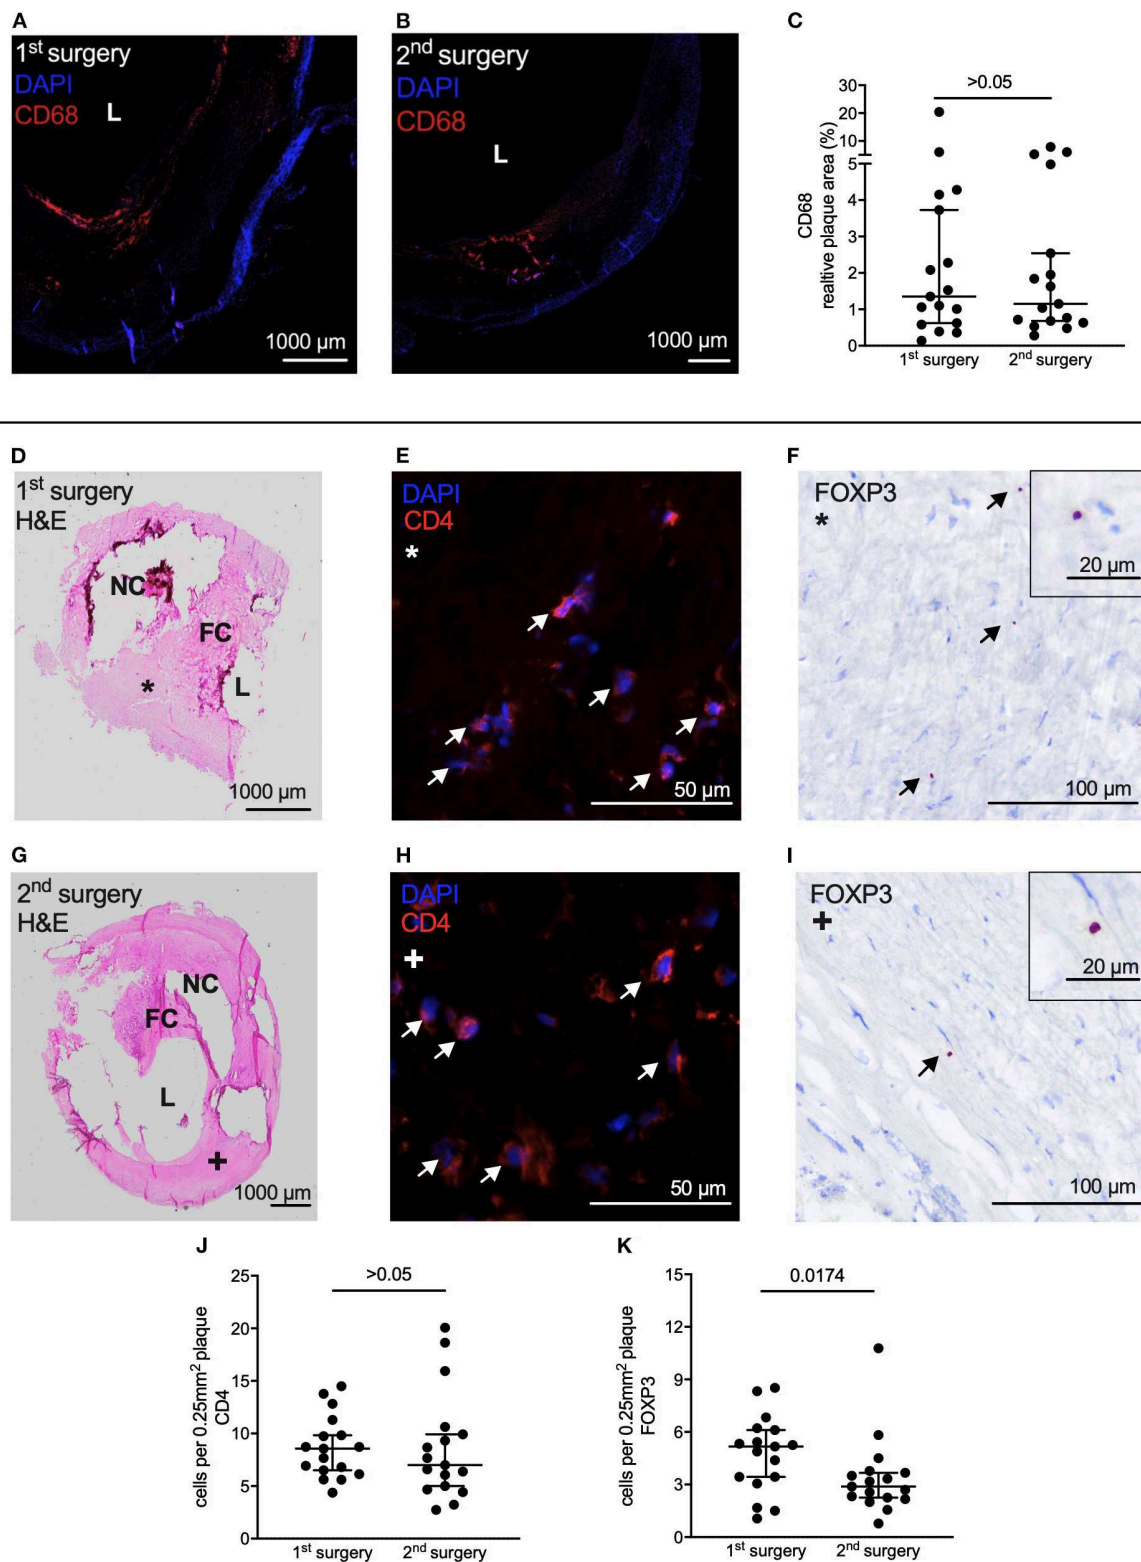 A
1st surgery
DAPI
CD68
L
1000 µm
B
2nd surgery
DAPI
CD68
L
1000 µm
C
>0.05
CD68
realtive plaque area (%)
30
20
10
5
4
3
2
1
0
1st surgery
2nd surgery
D
1st surgery
H&E
NC
FC
*
L
1000 µm
E
DAPI
CD4
*
50 µm
F
FOXP3
*
20 µm
100 µm
G
2nd surgery
H&E
NC
FC
L
+
1000 µm
H
DAPI
CD4
+
50 µm
I
FOXP3
+
20 µm
100 µm
J
>0.05
cells per 0.25mm2 plaque
CD4
25
20
15
10
5
0
1st surgery
2nd surgery
K
0.0174
cells per 0.25mm2 plaque
FOXP3
15
12
9
6
3
0
1st surgery
2nd surgery